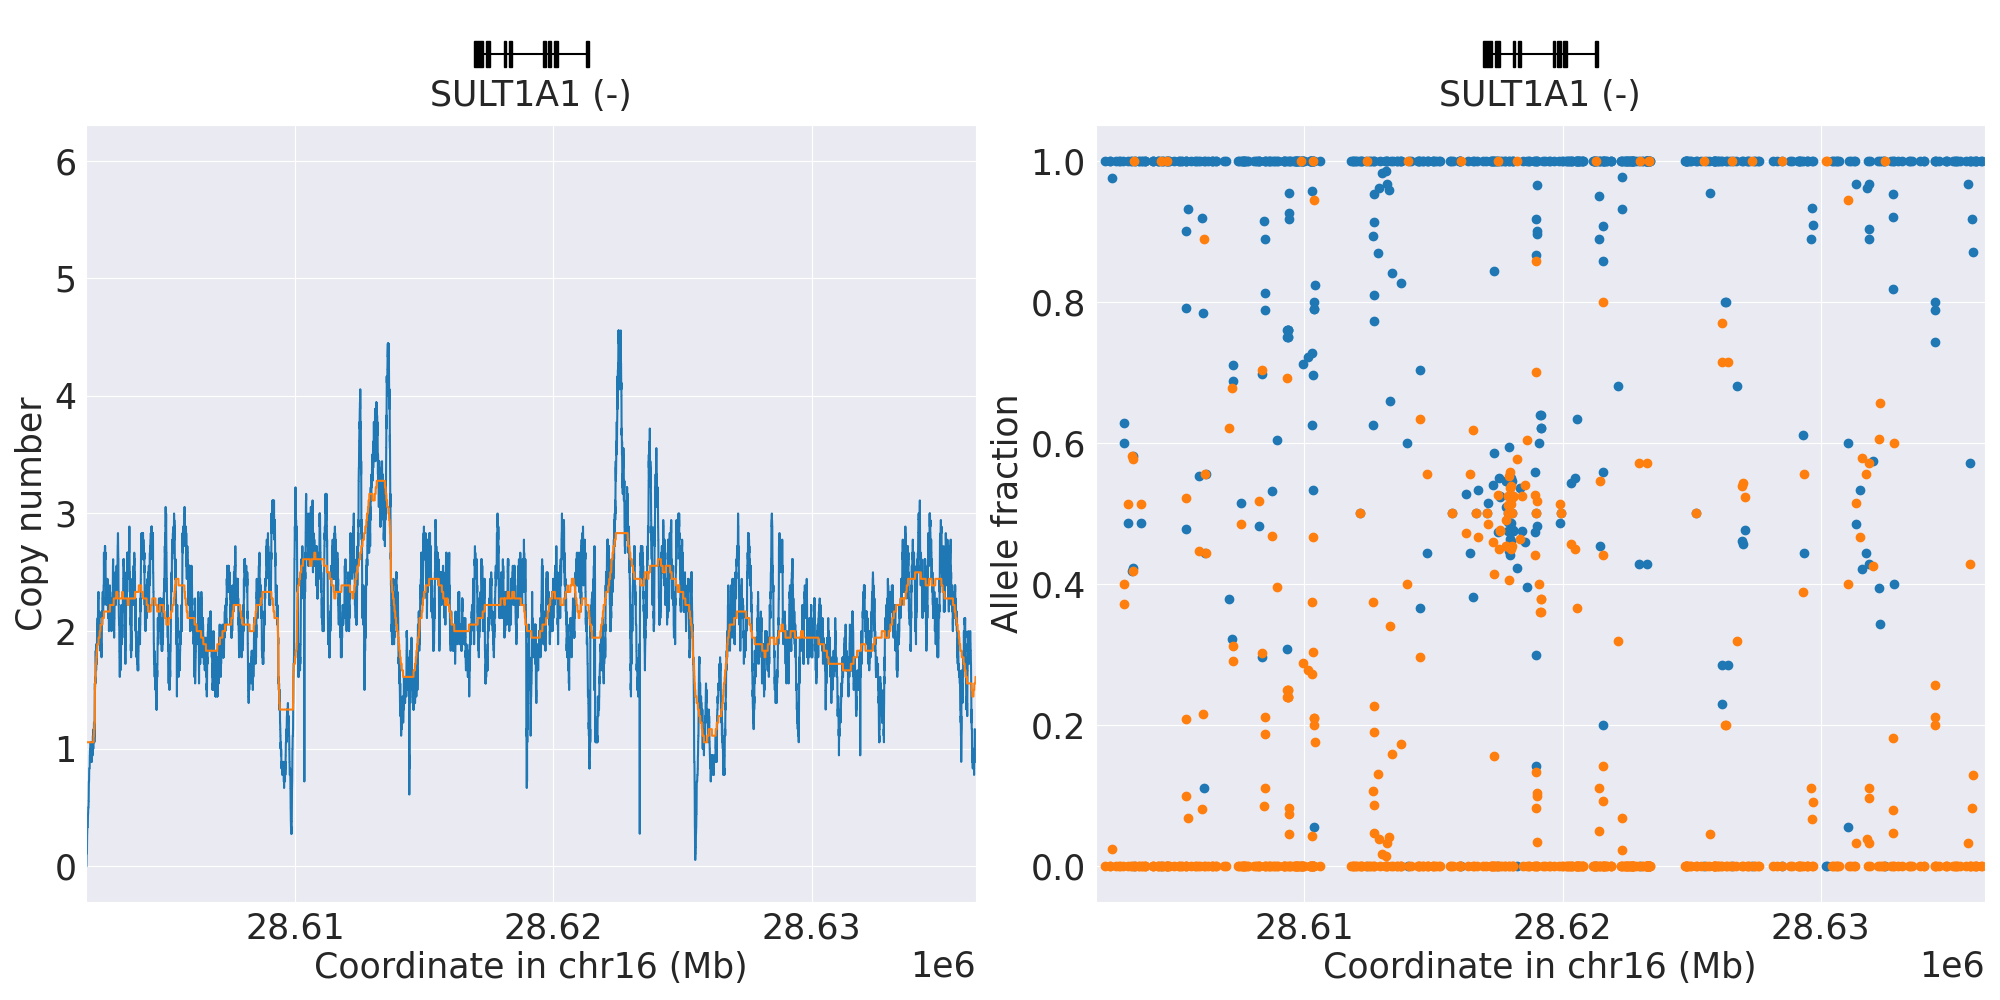 SULT1A1 (-)
SULT1A1 (-)
Copy number
6
5
4
3
2
1
0
28.61
28.62
28.63
Coordinate in chr16 (Mb)
1e6
Allele fraction
1.0
0.8
0.6
0.4
0.2
0.0
28.61
28.62
28.63
Coordinate in chr16 (Mb)
1e6